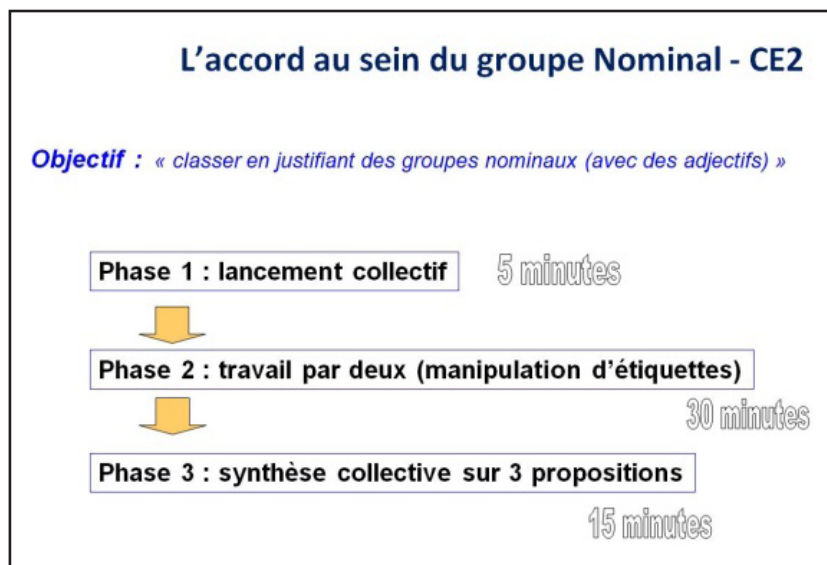 L'accord au sein du groupe Nominal - CE2
Objectif : « classer en justifiant des groupes nominaux (avec des adjectifs) »
Phase 1 : lancement collectif
5 minutes
Phase 2 : travail par deux (manipulation d'étiquettes)
30 minutes
Phase 3 : synthèse collective sur 3 propositions
15 minutes